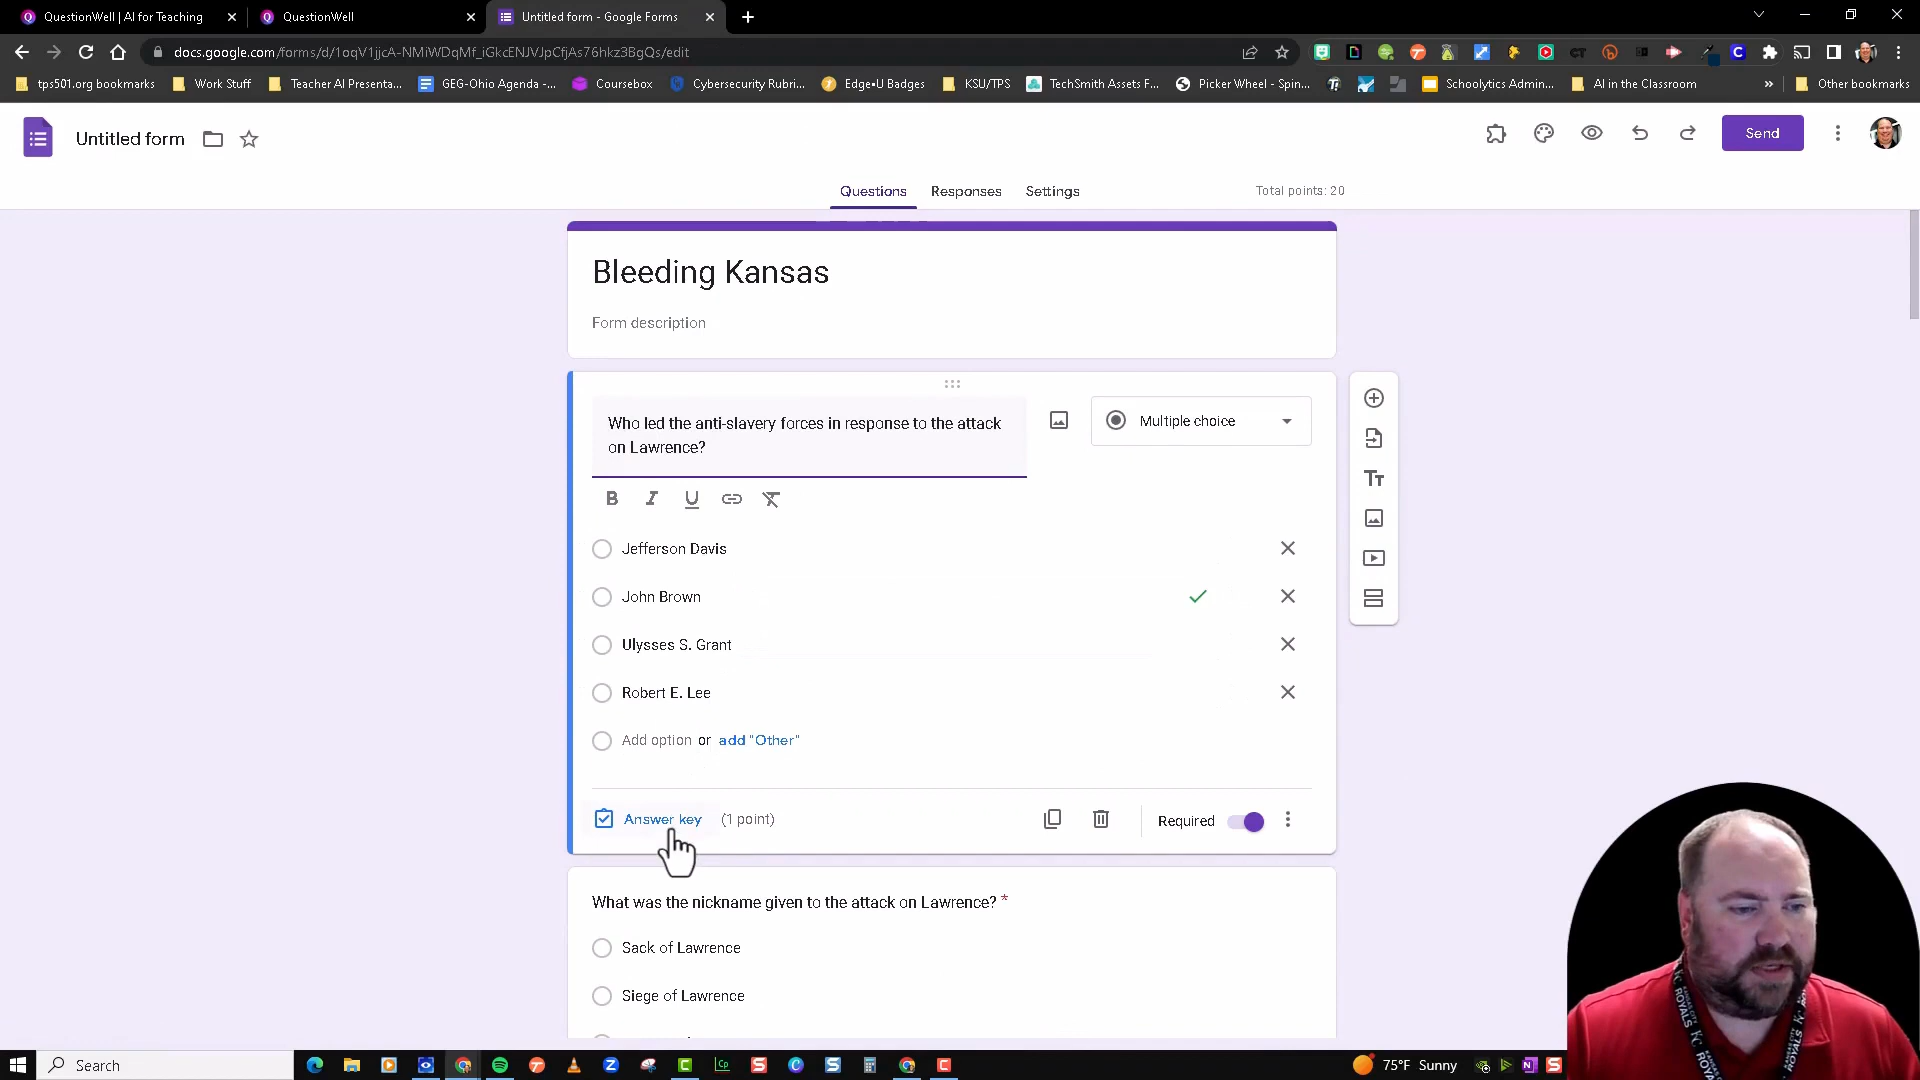 QuestionWell | AI for Teaching
QuestionWell
Untitled form - Google Forms
docs.google.com/forms/d/1oqV1jjcA-NMiWDqMf_iGkcENJVJpCfjAs76hkz3BgQs/edit
tps501.org bookmarks
Work Stuff
Teacher AI Presenta...
GEG-Ohio Agenda -...
Coursebox
Cybersecurity Rubri...
Edge•U Badges
KSU/TPS
TechSmith Assets F...
Picker Wheel - Spin...
Schoolytics Admin...
AI in the Classroom
Other bookmarks
Untitled form
Send
Questions
Responses
Settings
Total points: 20
Bleeding Kansas
Form description
Who led the anti-slavery forces in response to the attack
on Lawrence?
Multiple choice
Jefferson Davis
John Brown
Ulysses S. Grant
Robert E. Lee
Add option or add "Other"
Answer key (1 point)
Required
What was the nickname given to the attack on Lawrence? *
Sack of Lawrence
Siege of Lawrence
Search
75°F Sunny
ROYALS
ROYALS